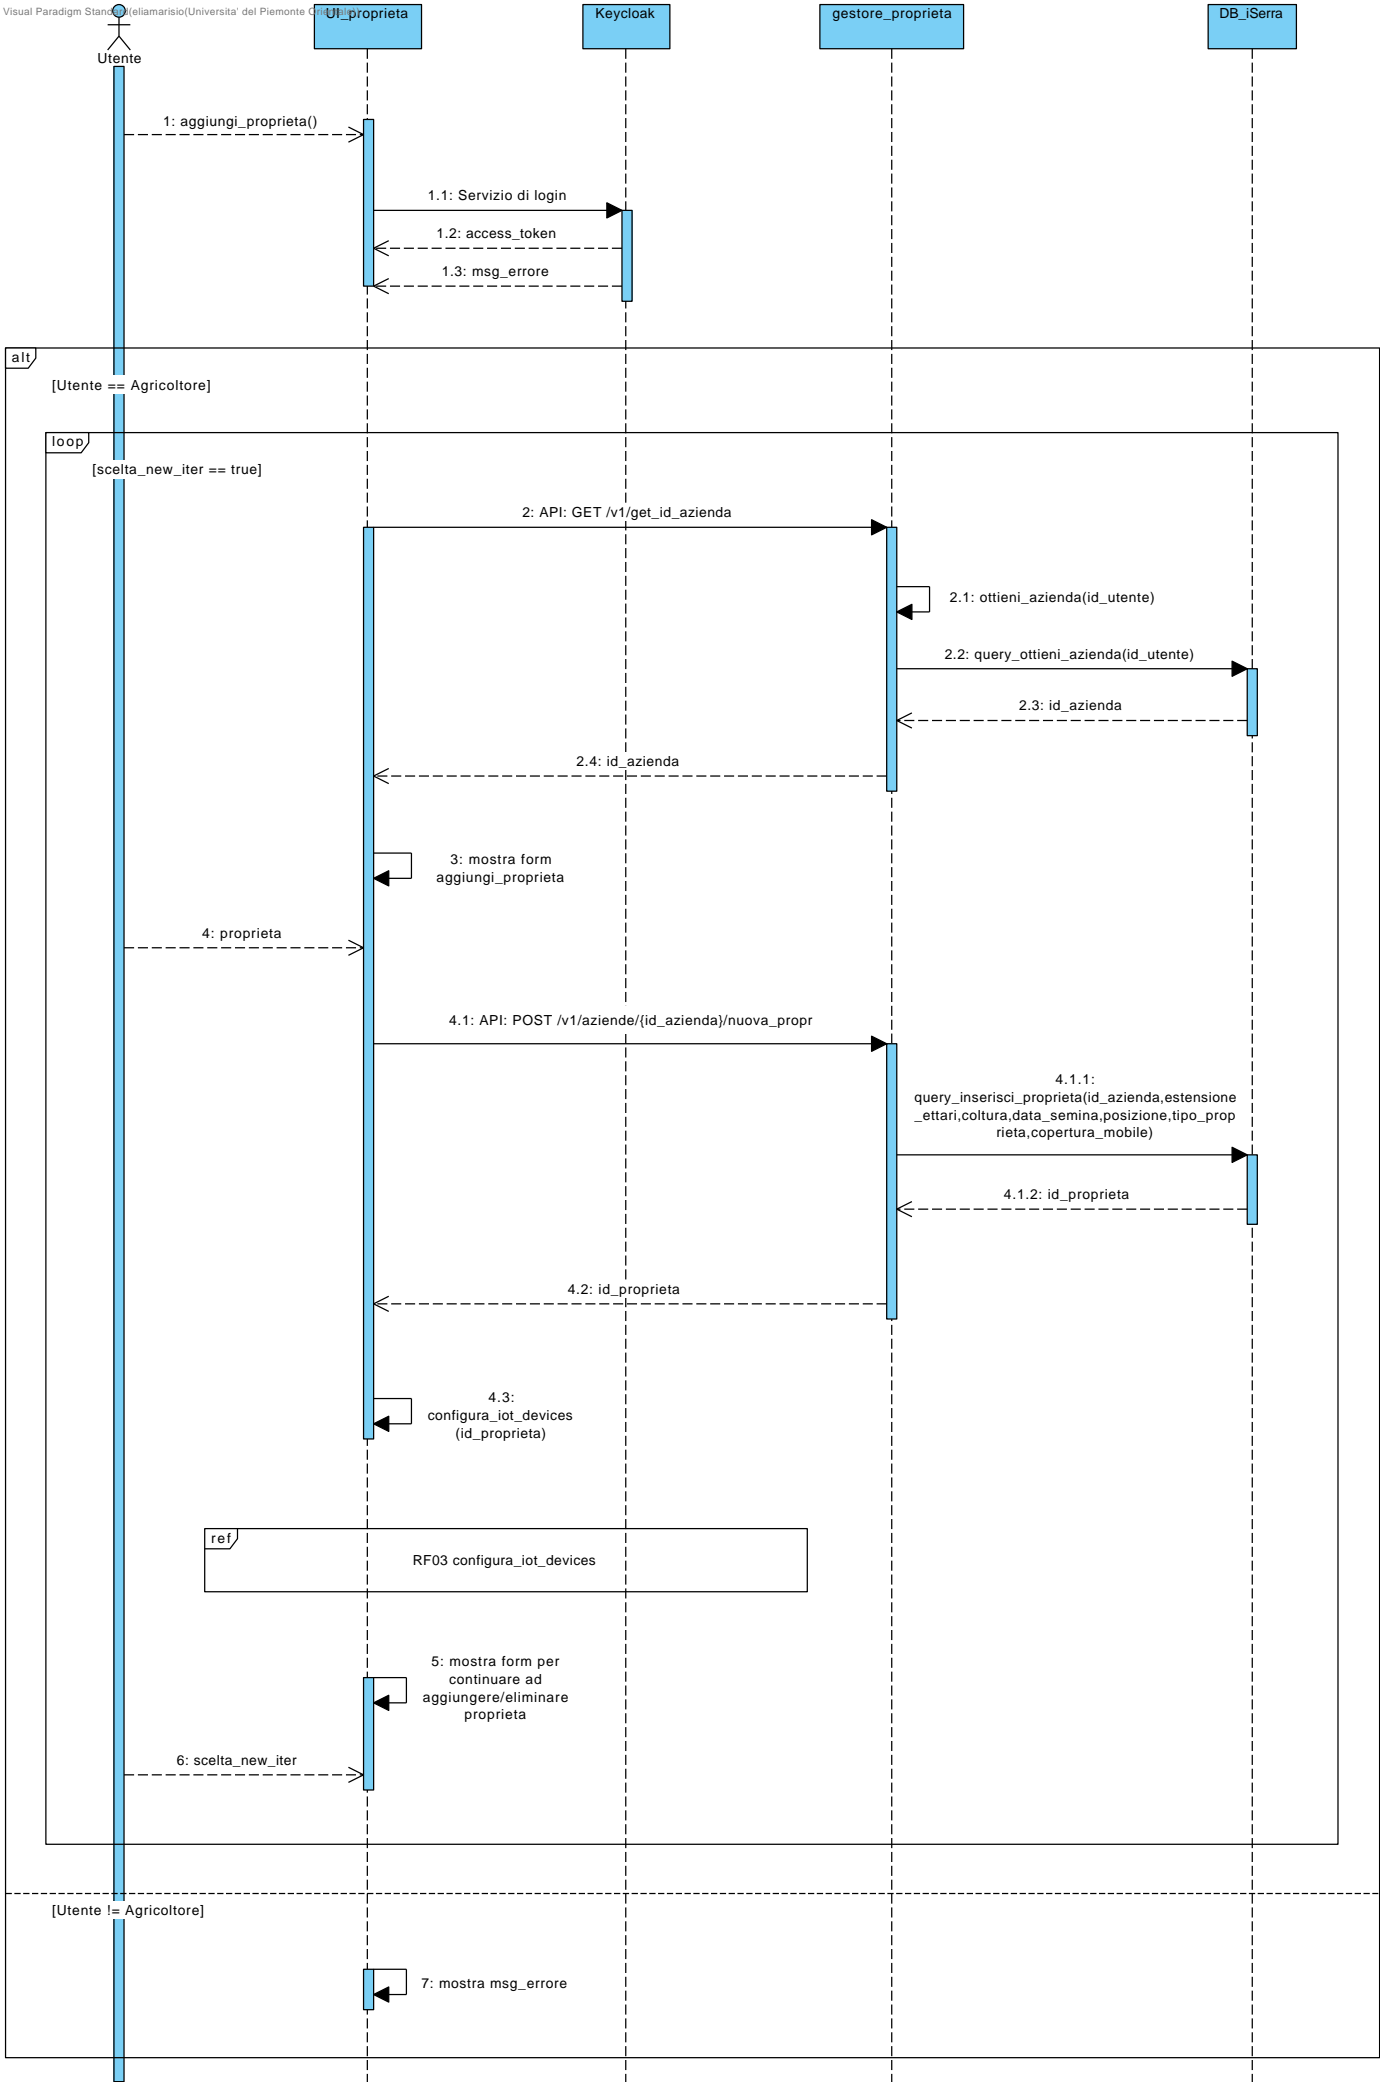 Visual Paradigm Standard(eliamarisio(Universita' del Piemonte Orientale))
UI_proprieta
Keycloak
gestore_proprieta
DB_iSerra
Utente
1: aggiungi_proprieta()
1.1: Servizio di login
1.2: access_token
1.3: msg_errore
alt
[Utente == Agricoltore]
loop
[scelta_new_iter == true]
2: API: GET /v1/get_id_azienda
2.1: ottieni_azienda(id_utente)
2.2: query_ottieni_azienda(id_utente)
2.3: id_azienda
2.4: id_azienda
3: mostra form
aggiungi_proprieta
4: proprieta
4.1: API: POST /v1/aziende/{id_azienda}/nuova_propr
4.1.1:
query_inserisci_proprieta(id_azienda,estensione
_ettari,coltura,data_semina,posizione,tipo_prop
rieta,copertura_mobile)
4.1.2: id_proprieta
4.2: id_proprieta
4.3:
configura_iot_devices
(id_proprieta)
ref
RF03 configura_iot_devices
5: mostra form per
continuare ad
aggiungere/eliminare
proprieta
6: scelta_new_iter
[Utente != Agricoltore]
7: mostra msg_errore